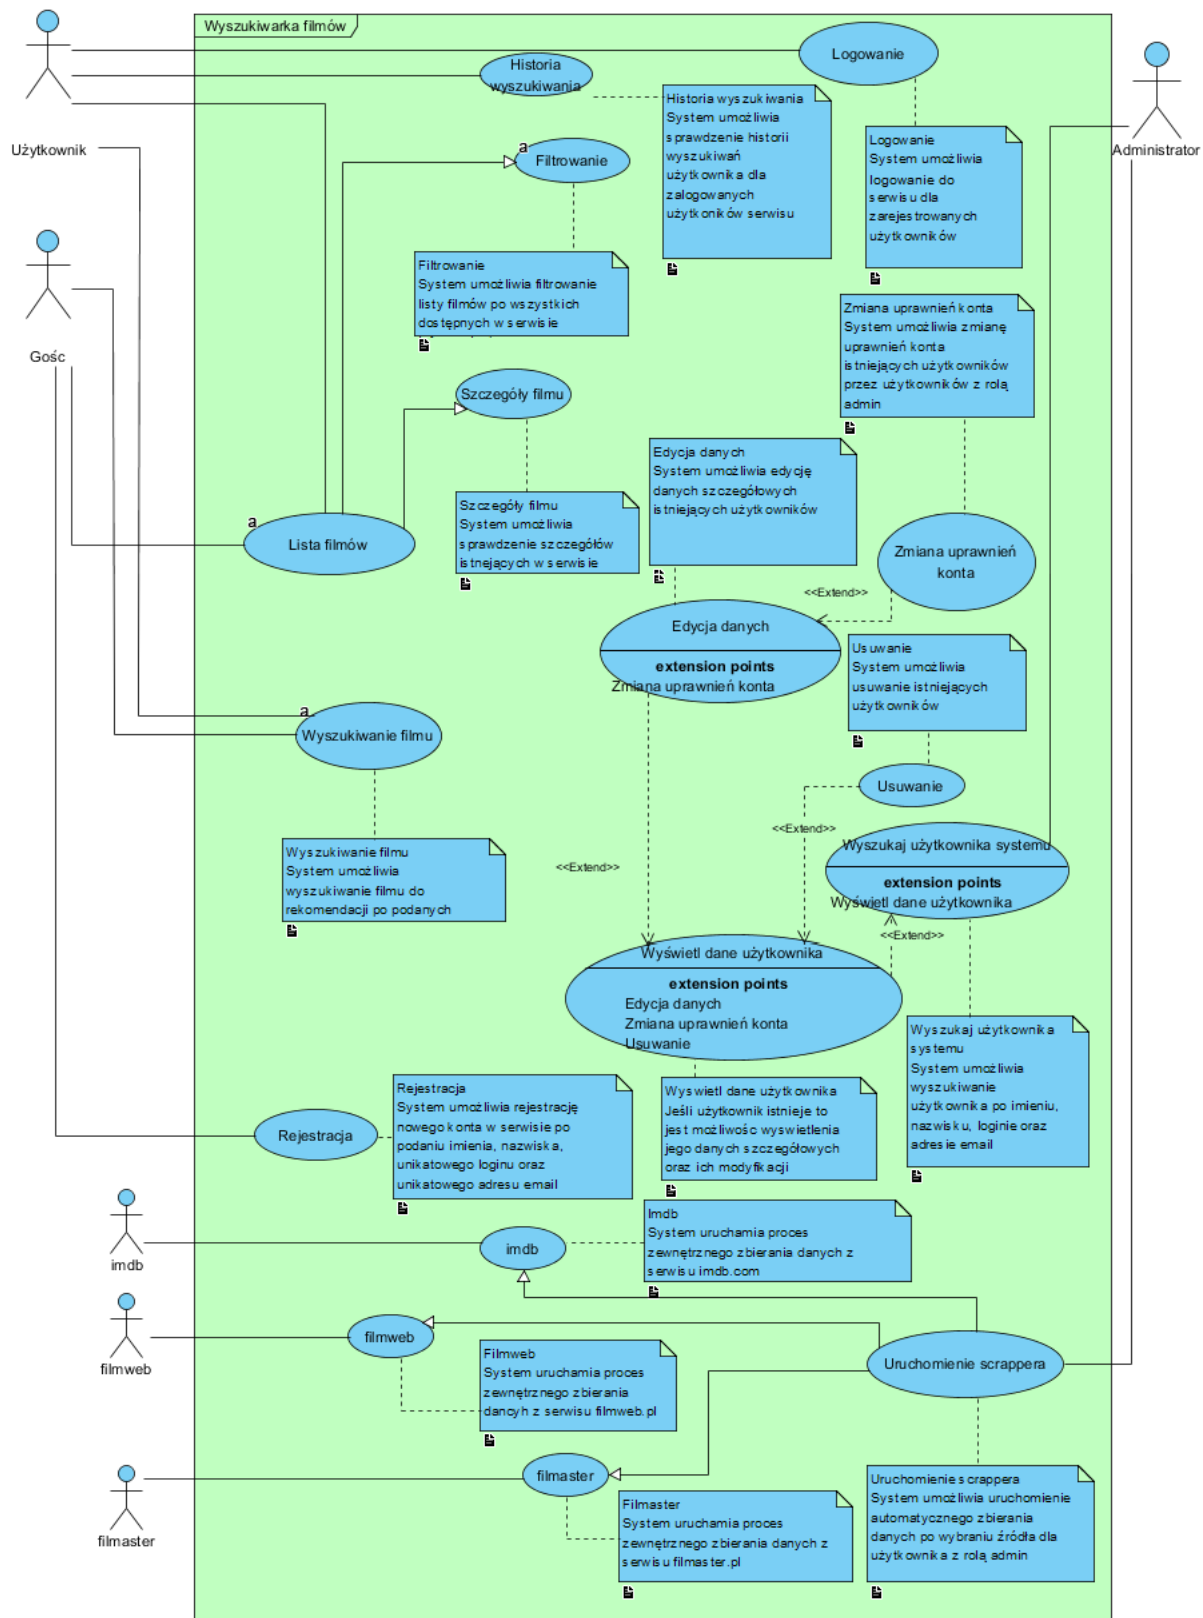 Wyszukiwarka filmów
Użytkownik
Gośc
Administrator
Logowanie
Historia
wyszukiwania
Historia wyszukiwania
System umożliwia
sprawdzenie historii
wyszukiwań
użytkownika dla
zalogowanych
użytkoników serwisu
Logowanie
System umożliwia
logowanie do
serwisu dla
zarejestrowanych
użytkowników
a
Filtrowanie
Filtrowanie
System umożliwia filtrowanie
listy filmów po wszystkich
dostępnych w serwisie
Zmiana uprawnień konta
System umożliwia zmianę
uprawnień konta
istniejących użytkowników
przez użytkowników z rolą
admin
Szczegóły filmu
Szczegóły filmu
System umożliwia
sprawdzenie szczegółów
istnejących w serwisie
Edycja danych
System umożliwia edycję
danych szczegółowych
istniejących użytkowników
a
Lista filmów
Zmiana uprawnień
konta
<<Extend>>
Edycja danych
extension points
Zmiana uprawnień konta
Usuwanie
System umożliwia
usuwanie istniejących
użytkowników
a
Wyszukiwanie filmu
Usuwanie
<<Extend>>
Wyszukiwanie filmu
System umożliwia
wyszukiwanie filmu do
rekomendacji po podanych
Wyszukaj użytkownika systemu
extension points
Wyświetl dane użytkownika
<<Extend>>
<<Extend>>
Wyświetl dane użytkownika
extension points
Edycja danych
Zmiana uprawnień konta
Usuwanie
Wyszukaj użytkownika
systemu
System umożliwia
wyszukiwanie
użytkownika po imieniu,
nazwisku, loginie oraz
adresie email
Wyswietl dane użytkownika
Jeśli użytkownik istnieje to
jest możliwośc wyswietlenia
jego danych szczegółowych
oraz ich modyfikacji
Rejestracja
Rejestracja
System umożliwia rejestrację
nowego konta w serwisie po
podaniu imienia, nazwiska,
unikatowego loginu oraz
unikatowego adresu email
imdb
imdb
Imdb
System uruchamia proces
zewnętrznego zbierania danych z
serwisu imdb.com
filmweb
filmweb
Filmweb
System uruchamia proces
zewnętrznego zbierania
dancyh z serwisu filmweb.pl
Uruchomienie scrappera
filmaster
filmaster
Filmaster
System uruchamia proces
zewnętrznego zbierania danych z
serwisu filmaster.pl
Uruchomienie scrappera
System umożliwia uruchomienie
automatycznego zbierania
danych po wybraniu źródła dla
użytkownika z rolą admin